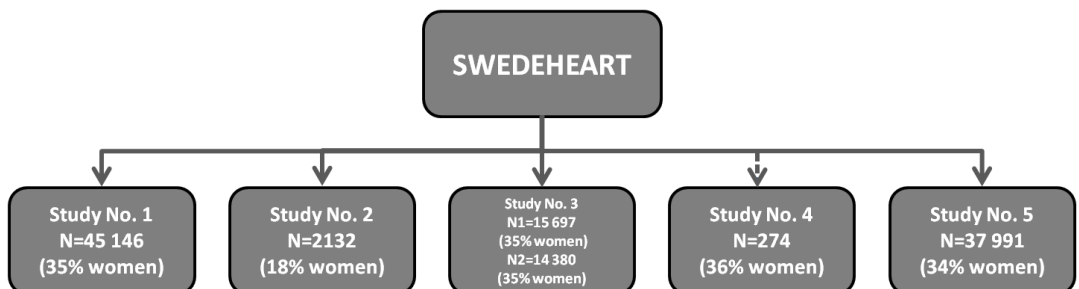 SWEDEHEART
Study No. 1
N=45 146
(35% women)
Study No. 2
N=2132
(18% women)
Study No. 3
N1=15 697
(35% women)
N2=14 380
(35% women)
Study No. 4
N=274
(36% women)
Study No. 5
N=37 991
(34% women)